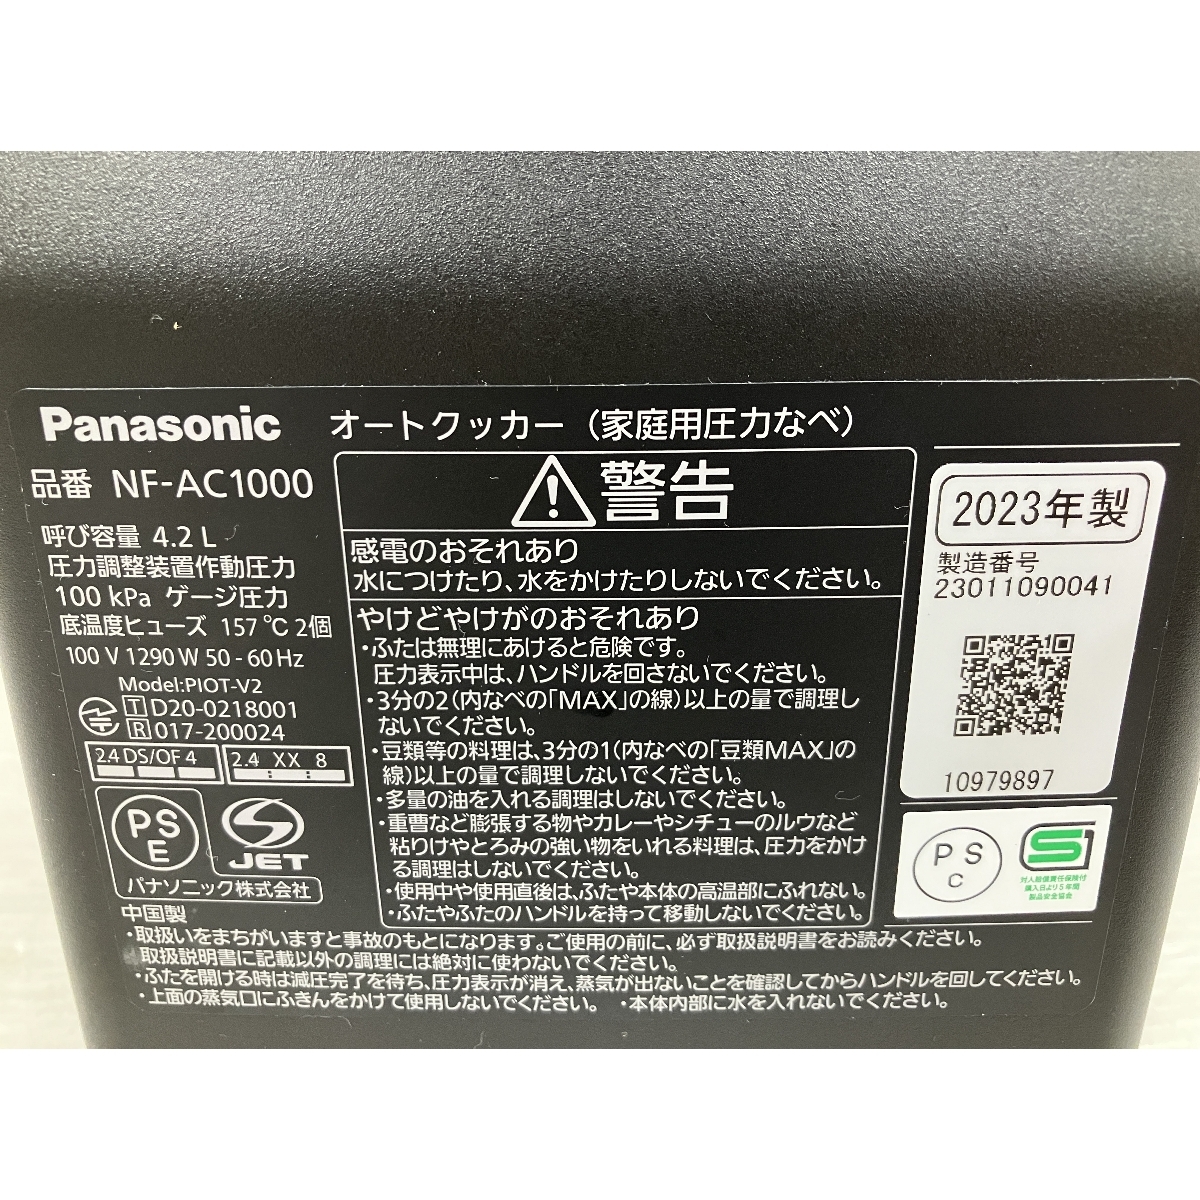 Panasonic オートクッカー（家庭用圧力なべ）
品番 NF-AC1000
呼び容量 4.2 L
圧力調整装置作動圧力
100 kPa ゲージ圧力
底温度ヒューズ 157 ℃ 2個
100 V 1290 W 50 - 60 Hz
Model:PIOT-V2
T D20-0218001
R 017-200024
2.4 DS/OF 4 2.4 XX 8
PS
E
JET
パナソニック株式会社
中国製
警告
感電のおそれあり
水につけたり、水をかけたりしないでください。
やけどやけがのおそれあり
・ふたは無理にあけると危険です。
圧力表示中は、ハンドルを回さないでください。
・3分の2(内なべの「MAX」の線)以上の量で調理し
ないでください。
・豆類等の料理は、3分の1(内なべの「豆類MAX」の
線)以上の量で調理しないでください。
・多量の油を入れる調理はしないでください。
・重曹など膨張する物やカレーやシチューのルウなど
粘りけやとろみの強い物をいれる料理は、圧力をかけ
る調理はしないでください。
・使用中や使用直後は、ふたや本体の高温部にふれない。
・ふたやふたのハンドルを持って移動しないでください。
2023年製
製造番号
23011090041
10979897
PS
C
S
対人賠償責任保険付
購入日より5年間
製品安全協会
・取扱いをまちがいますと事故のもとになります。ご使用の前に、必ず取扱説明書をお読みください。
取扱説明書に記載以外の調理には絶対に使わないでください。
・ふたを開ける時は減圧完了を待ち、圧力表示が消え、蒸気が出ないことを確認してからハンドルを回してください。
・上面の蒸気口にふきんをかけて使用しないでください。 ・本体内部に水を入れないでください。